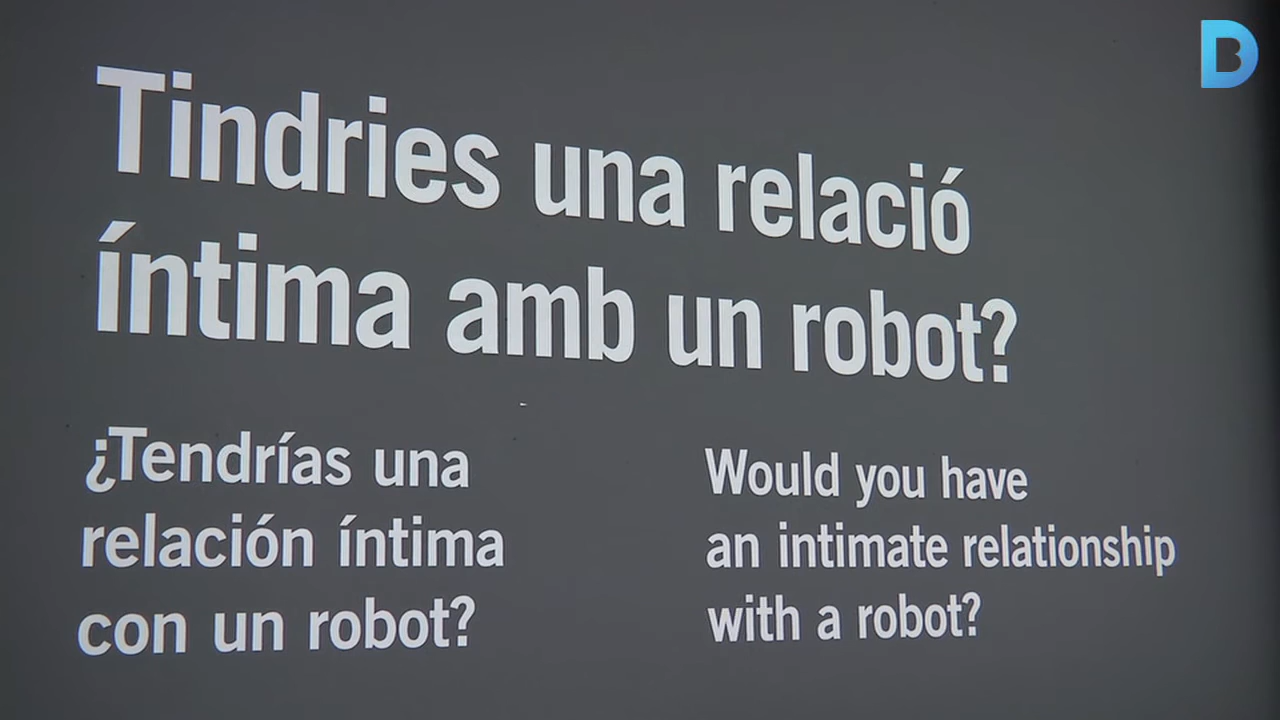 Tindries una relació
íntima amb un robot?
¿Tendrías una
relación íntima
con un robot?
Would you have
an intimate relationship
with a robot?
DB